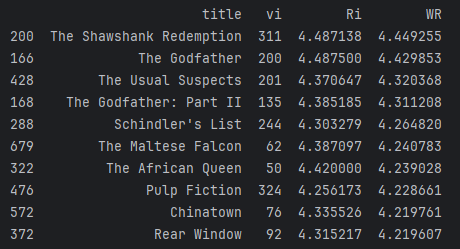 title vi Ri WR
200 The Shawshank Redemption 311 4.487138 4.449255
166 The Godfather 200 4.487500 4.429853
428 The Usual Suspects 201 4.370647 4.320368
168 The Godfather: Part II 135 4.385185 4.311208
288 Schindler's List 244 4.303279 4.264820
679 The Maltese Falcon 62 4.387097 4.240783
322 The African Queen 50 4.420000 4.239028
476 Pulp Fiction 324 4.256173 4.228661
572 Chinatown 76 4.335526 4.219761
372 Rear Window 92 4.315217 4.219607